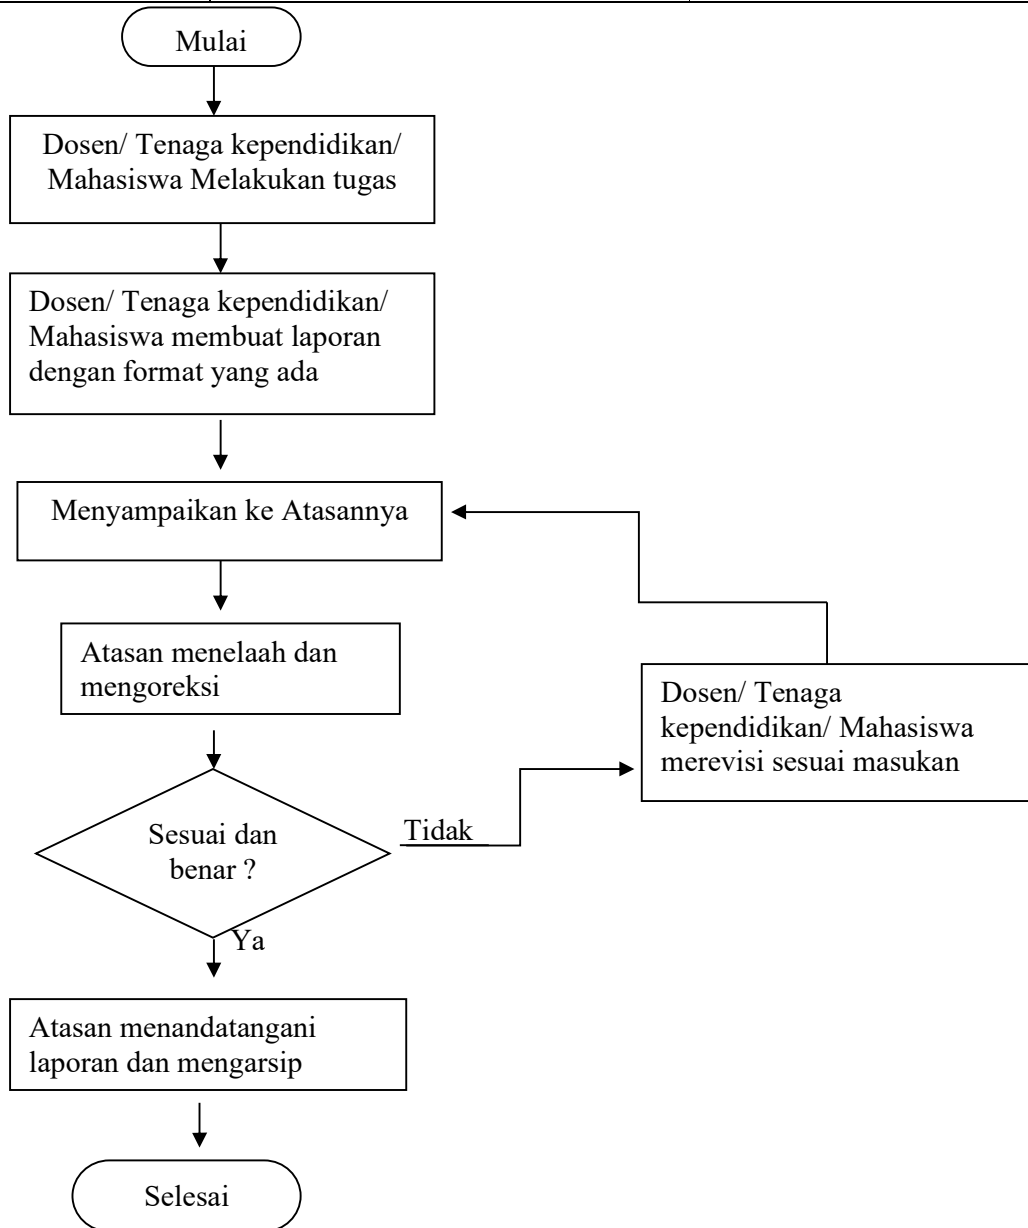 Mulai
Dosen/ Tenaga kependidikan/
Mahasiswa Melakukan tugas
Dosen/ Tenaga kependidikan/
Mahasiswa membuat laporan
dengan format yang ada
Menyampaikan ke Atasannya
Atasan menelaah dan
mengoreksi
Dosen/ Tenaga
kependidikan/ Mahasiswa
merevisi sesuai masukan
Sesuai dan
benar ?
Tidak
Ya
Atasan menandatangani
laporan dan mengarsip
Selesai